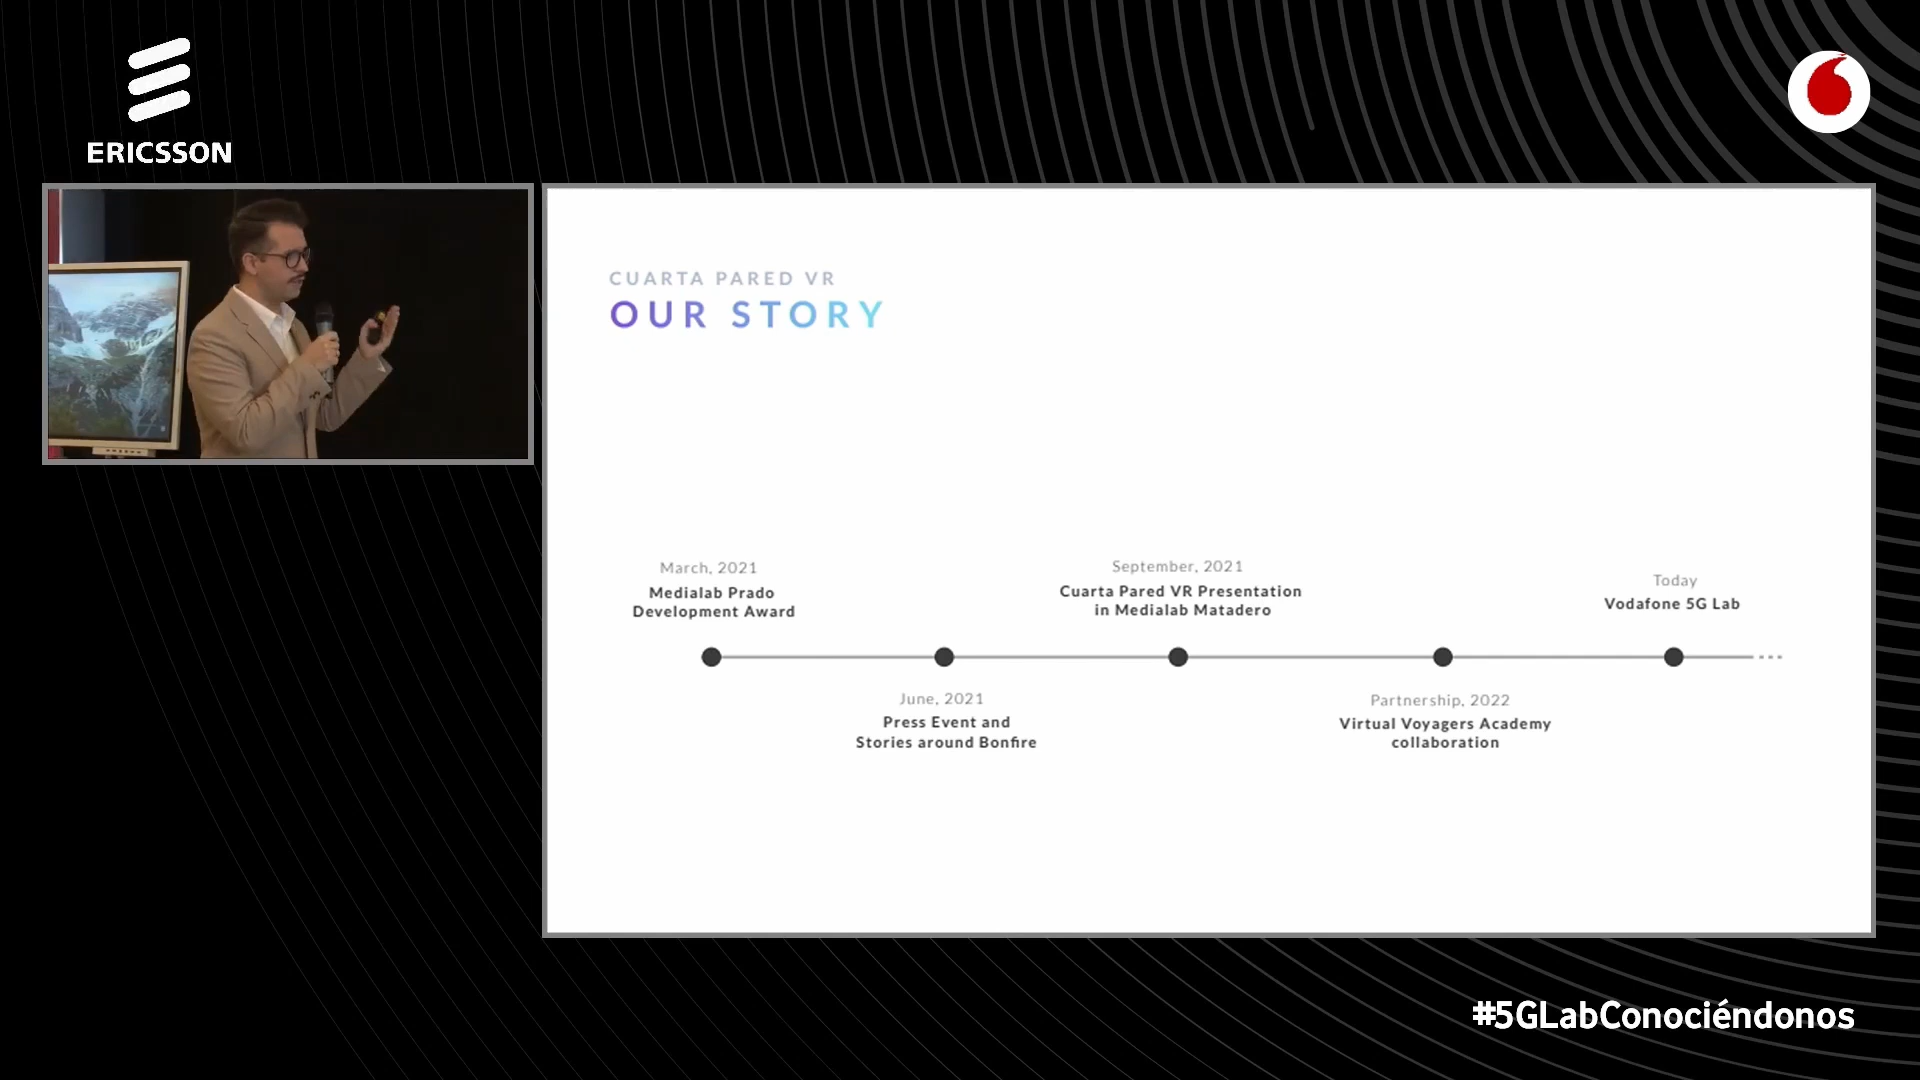 ERICSSON
CUARTA PARED VR
OUR STORY
March, 2021
Medialab Prado
Development Award
June, 2021
Press Event and
Stories around Bonfire
September, 2021
Cuarta Pared VR Presentation
in Medialab Matadero
Partnership, 2022
Virtual Voyagers Academy
collaboration
Today
Vodafone 5G Lab
#5GLabConociéndonos